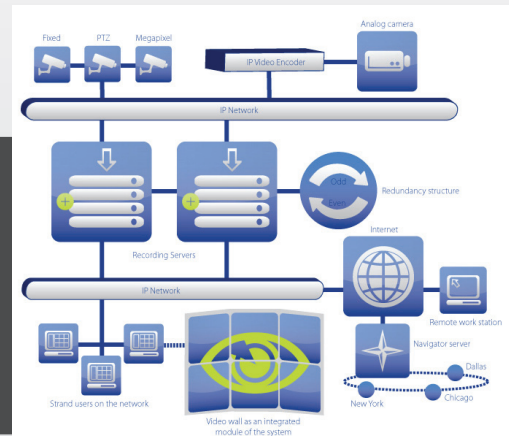 Analog camera
Fixed
PTZ
Megapixel
IP Video Encoder
IP Network
Odd
Even
Redundancy structure
Recording Servers
Internet
IP Network
Remote work station
Navigator server
Dallas
New York
Chicago
Strand users on the network
Video wall as an integrated
module of the system